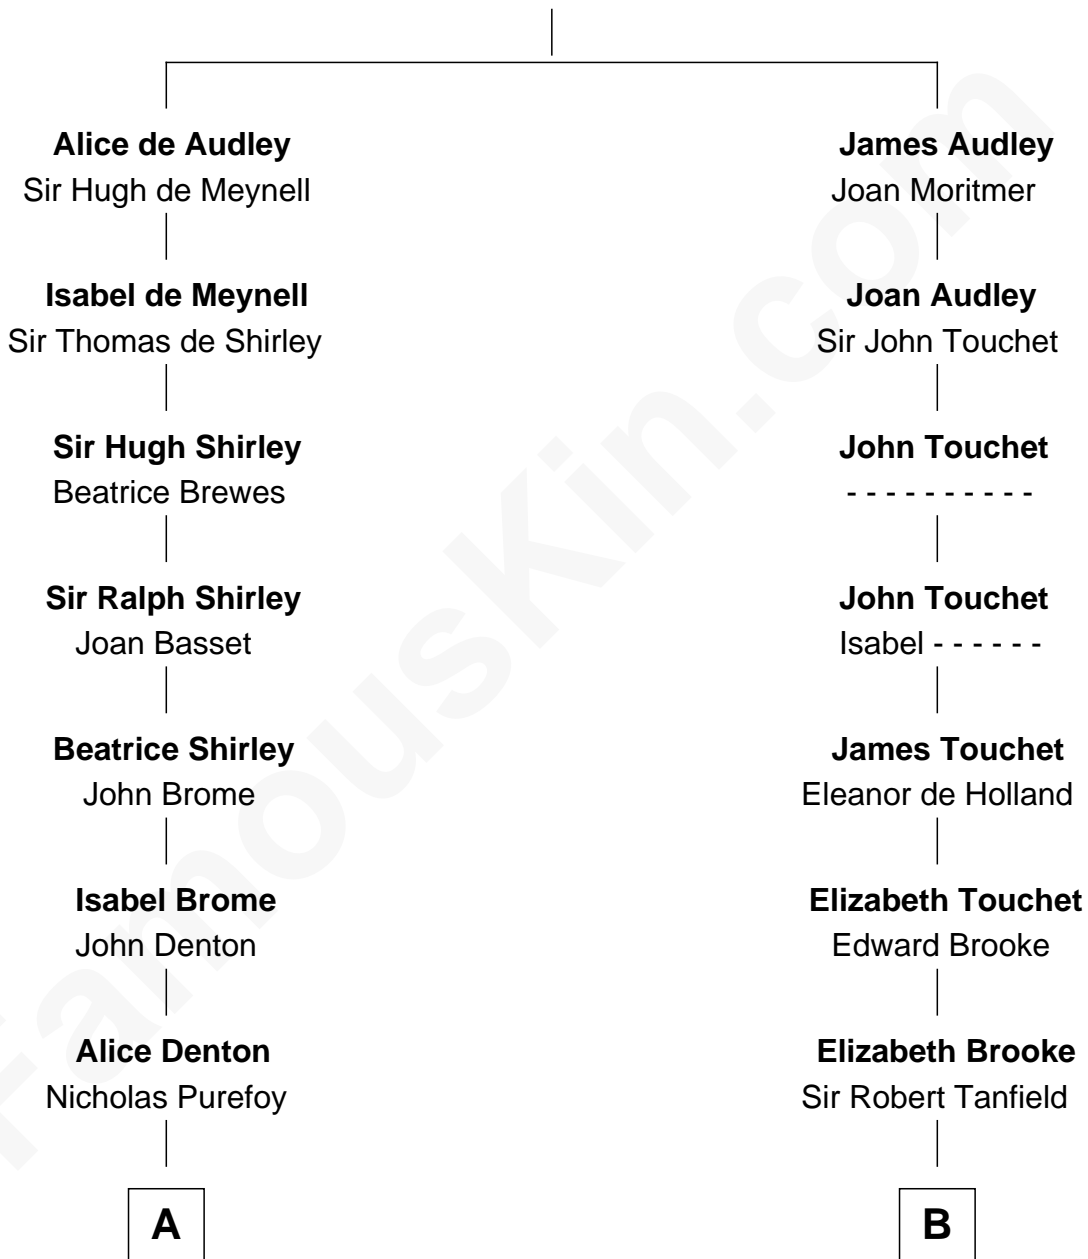 Alice de Audley
Sir Hugh de Meynell
Isabel de Meynell
Sir Thomas de Shirley
Sir Hugh Shirley
Beatrice Brewes
Sir Ralph Shirley
Joan Basset
Beatrice Shirley
John Brome
Isabel Brome
John Denton
Alice Denton
Nicholas Purefoy
A
James Audley
Joan Moritmer
Joan Audley
Sir John Touchet
John Touchet
- - - - - - - - - -
John Touchet
Isabel - - - - - -
James Touchet
Eleanor de Holland
Elizabeth Touchet
Edward Brooke
Elizabeth Brooke
Sir Robert Tanfield
B
FamousKin.com